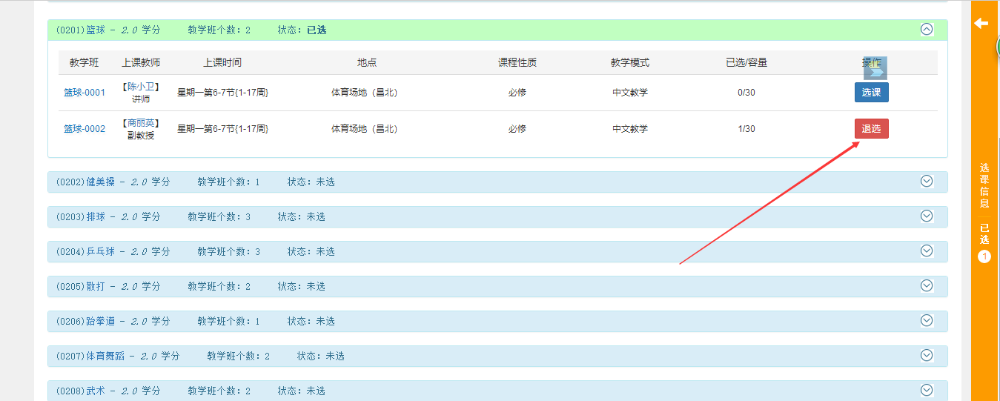 (0201)篮球 - 2.0 学分 教学班个数：2 状态：已选
教学班 上课教师 上课时间 地点 课程性质 教学模式 已选/容量 操作
篮球-0001 【陈小卫】讲师 星期一第6-7节{1-17周} 体育场地（昌北） 必修 中文教学 0/30 选课
篮球-0002 【商丽英】副教授 星期一第6-7节{1-17周} 体育场地（昌北） 必修 中文教学 1/30 退选
(0202)健美操 - 2.0 学分 教学班个数：1 状态：未选
(0203)排球 - 2.0 学分 教学班个数：3 状态：未选
(0204)乒乓球 - 2.0 学分 教学班个数：3 状态：未选
(0205)散打 - 2.0 学分 教学班个数：2 状态：未选
(0206)跆拳道 - 2.0 学分 教学班个数：1 状态：未选
(0207)体育舞蹈 - 2.0 学分 教学班个数：2 状态：未选
(0208)武术 - 2.0 学分 教学班个数：2 状态：未选
选课信息
已选
1